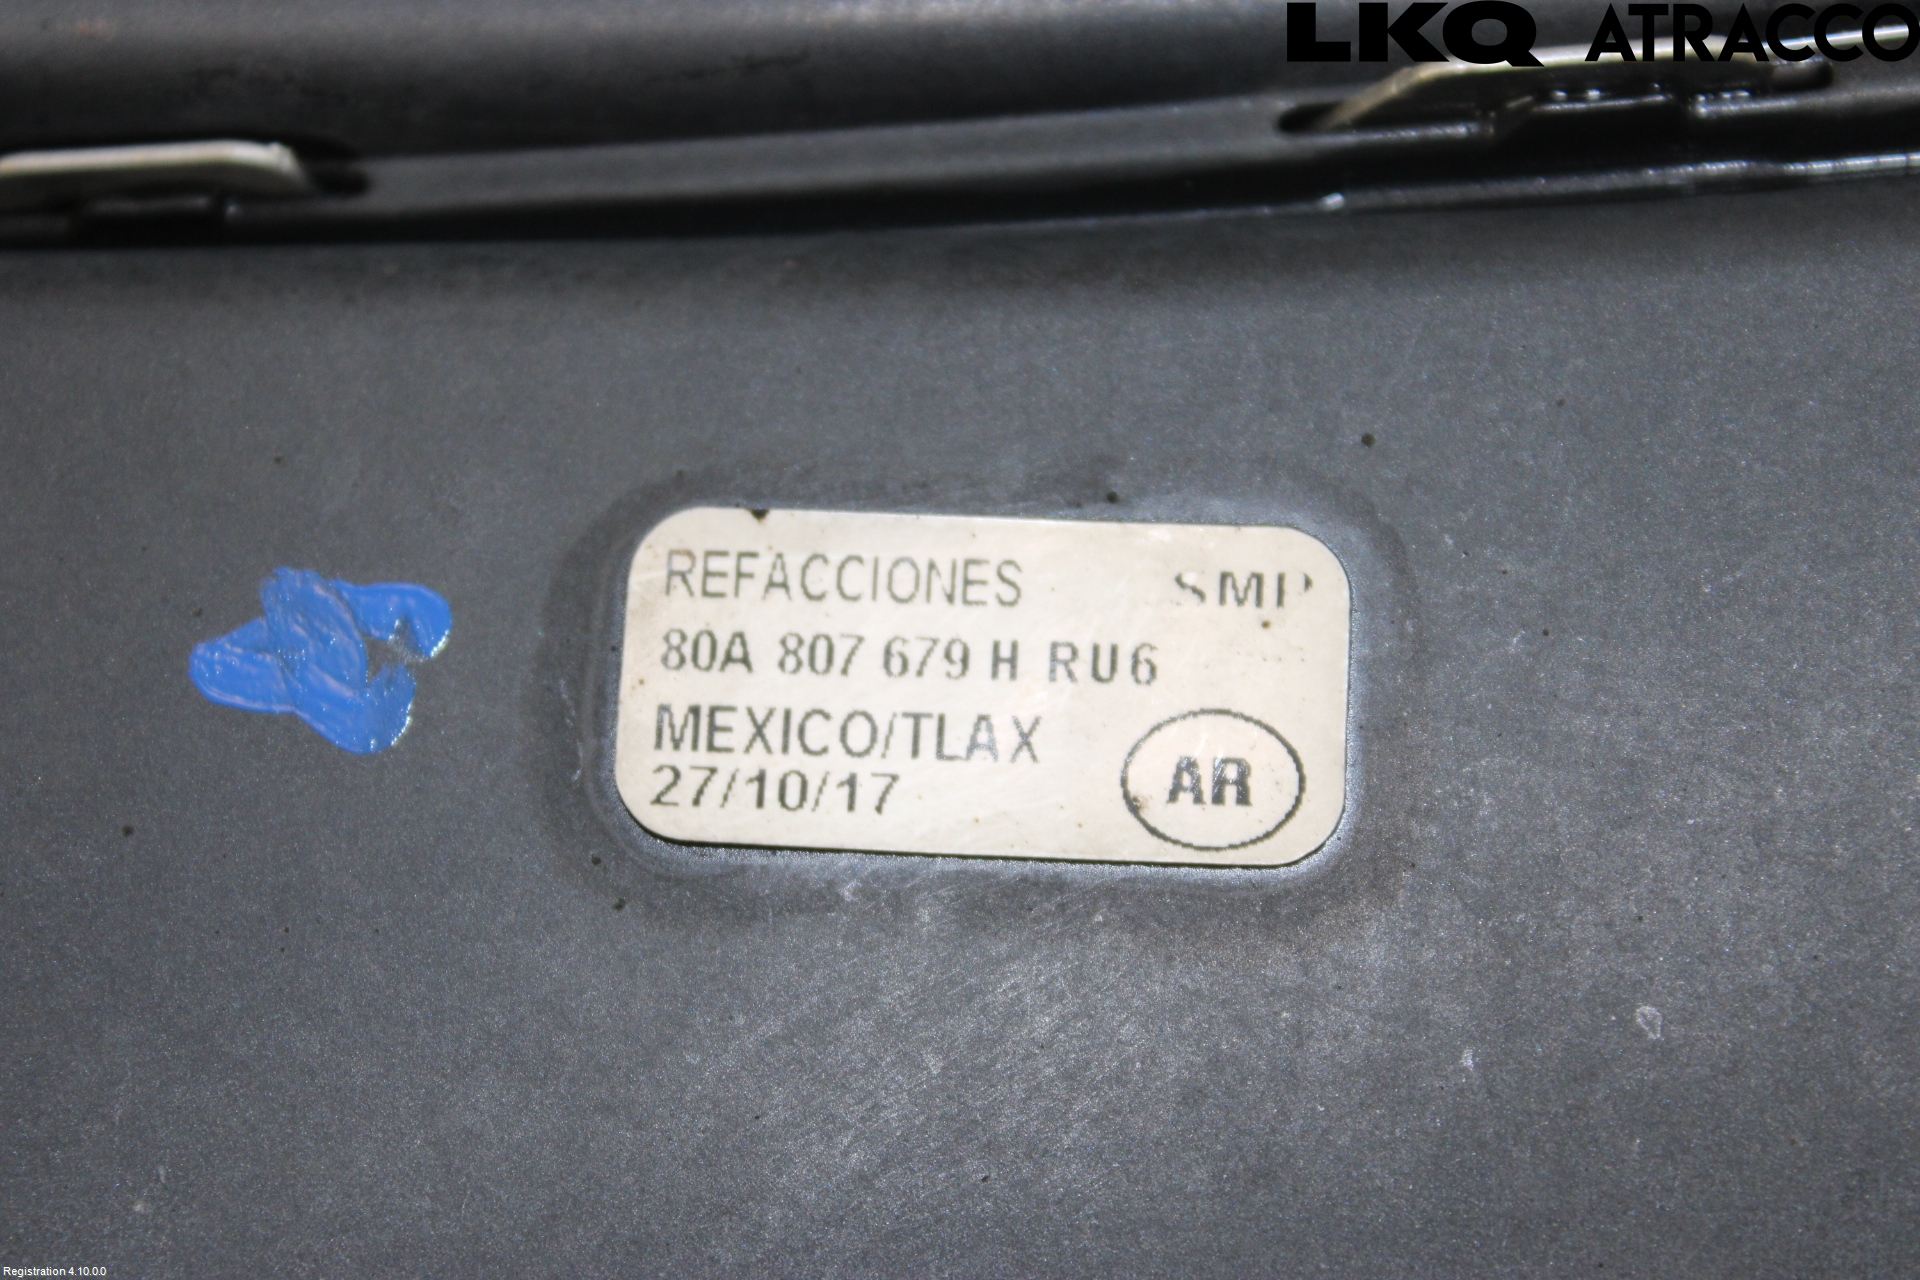 LKQ ATRACCO
REFACCIONES SMP
80A 807 679 H RU6
MEXICO/TLAX
27/10/17
AR
Registration 4.10.0.0